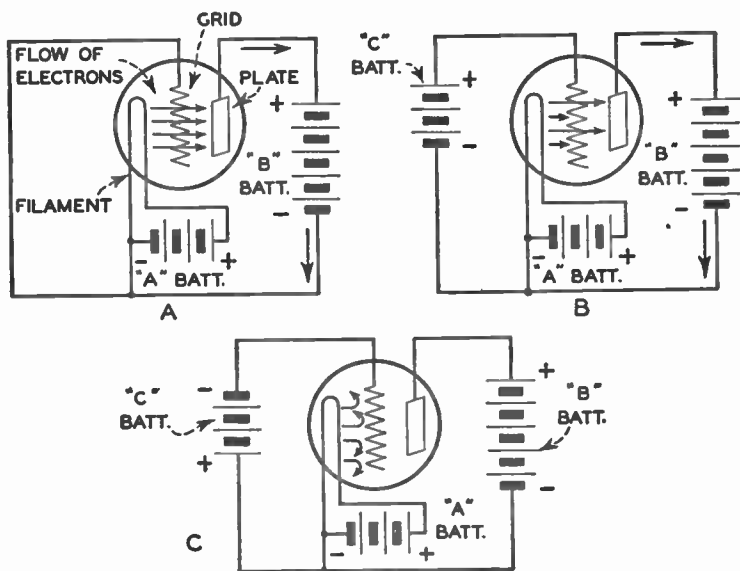 GRID
FLOW OF
ELECTRONS
PLATE
+
"B"
BATT.
-
FILAMENT
- +
"A" BATT.
A
"C"
BATT.
+
-
+
"B"
BATT.
-
- +
"A" BATT.
B
-
"C"
BATT.
+
+
"B"
BATT.
-
"A"
BATT.
- +
C